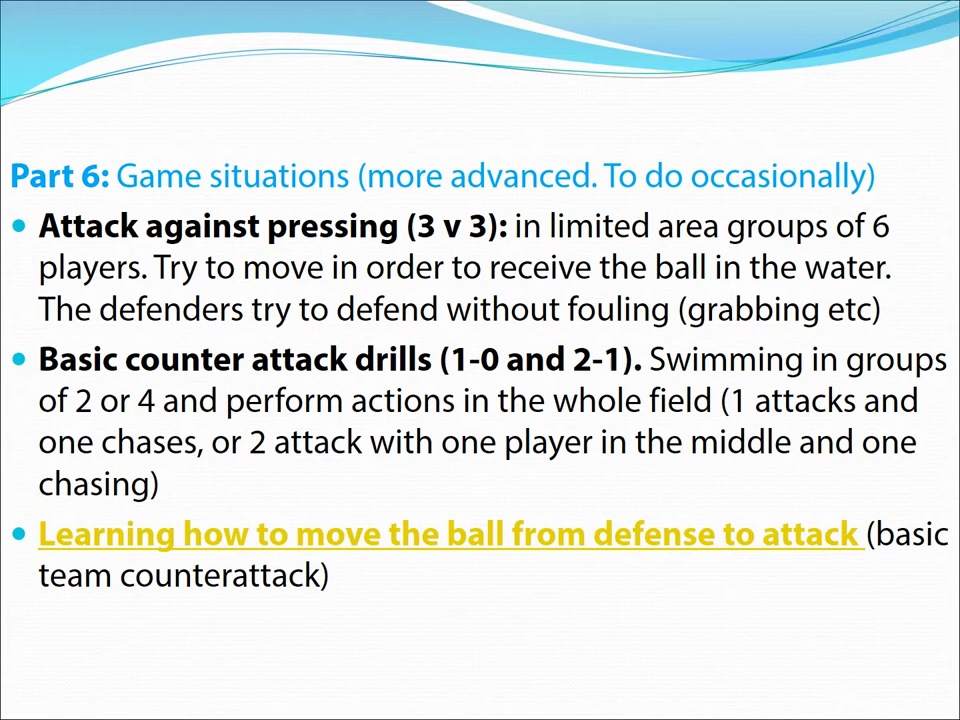 Part 6: Game situations (more advanced. To do occasionally)
• Attack against pressing (3 v 3): in limited area groups of 6
players. Try to move in order to receive the ball in the water.
The defenders try to defend without fouling (grabbing etc)
• Basic counter attack drills (1-0 and 2-1). Swimming in groups
of 2 or 4 and perform actions in the whole field (1 attacks and
one chases, or 2 attack with one player in the middle and one
chasing)
• Learning how to move the ball from defense to attack (basic
team counterattack)